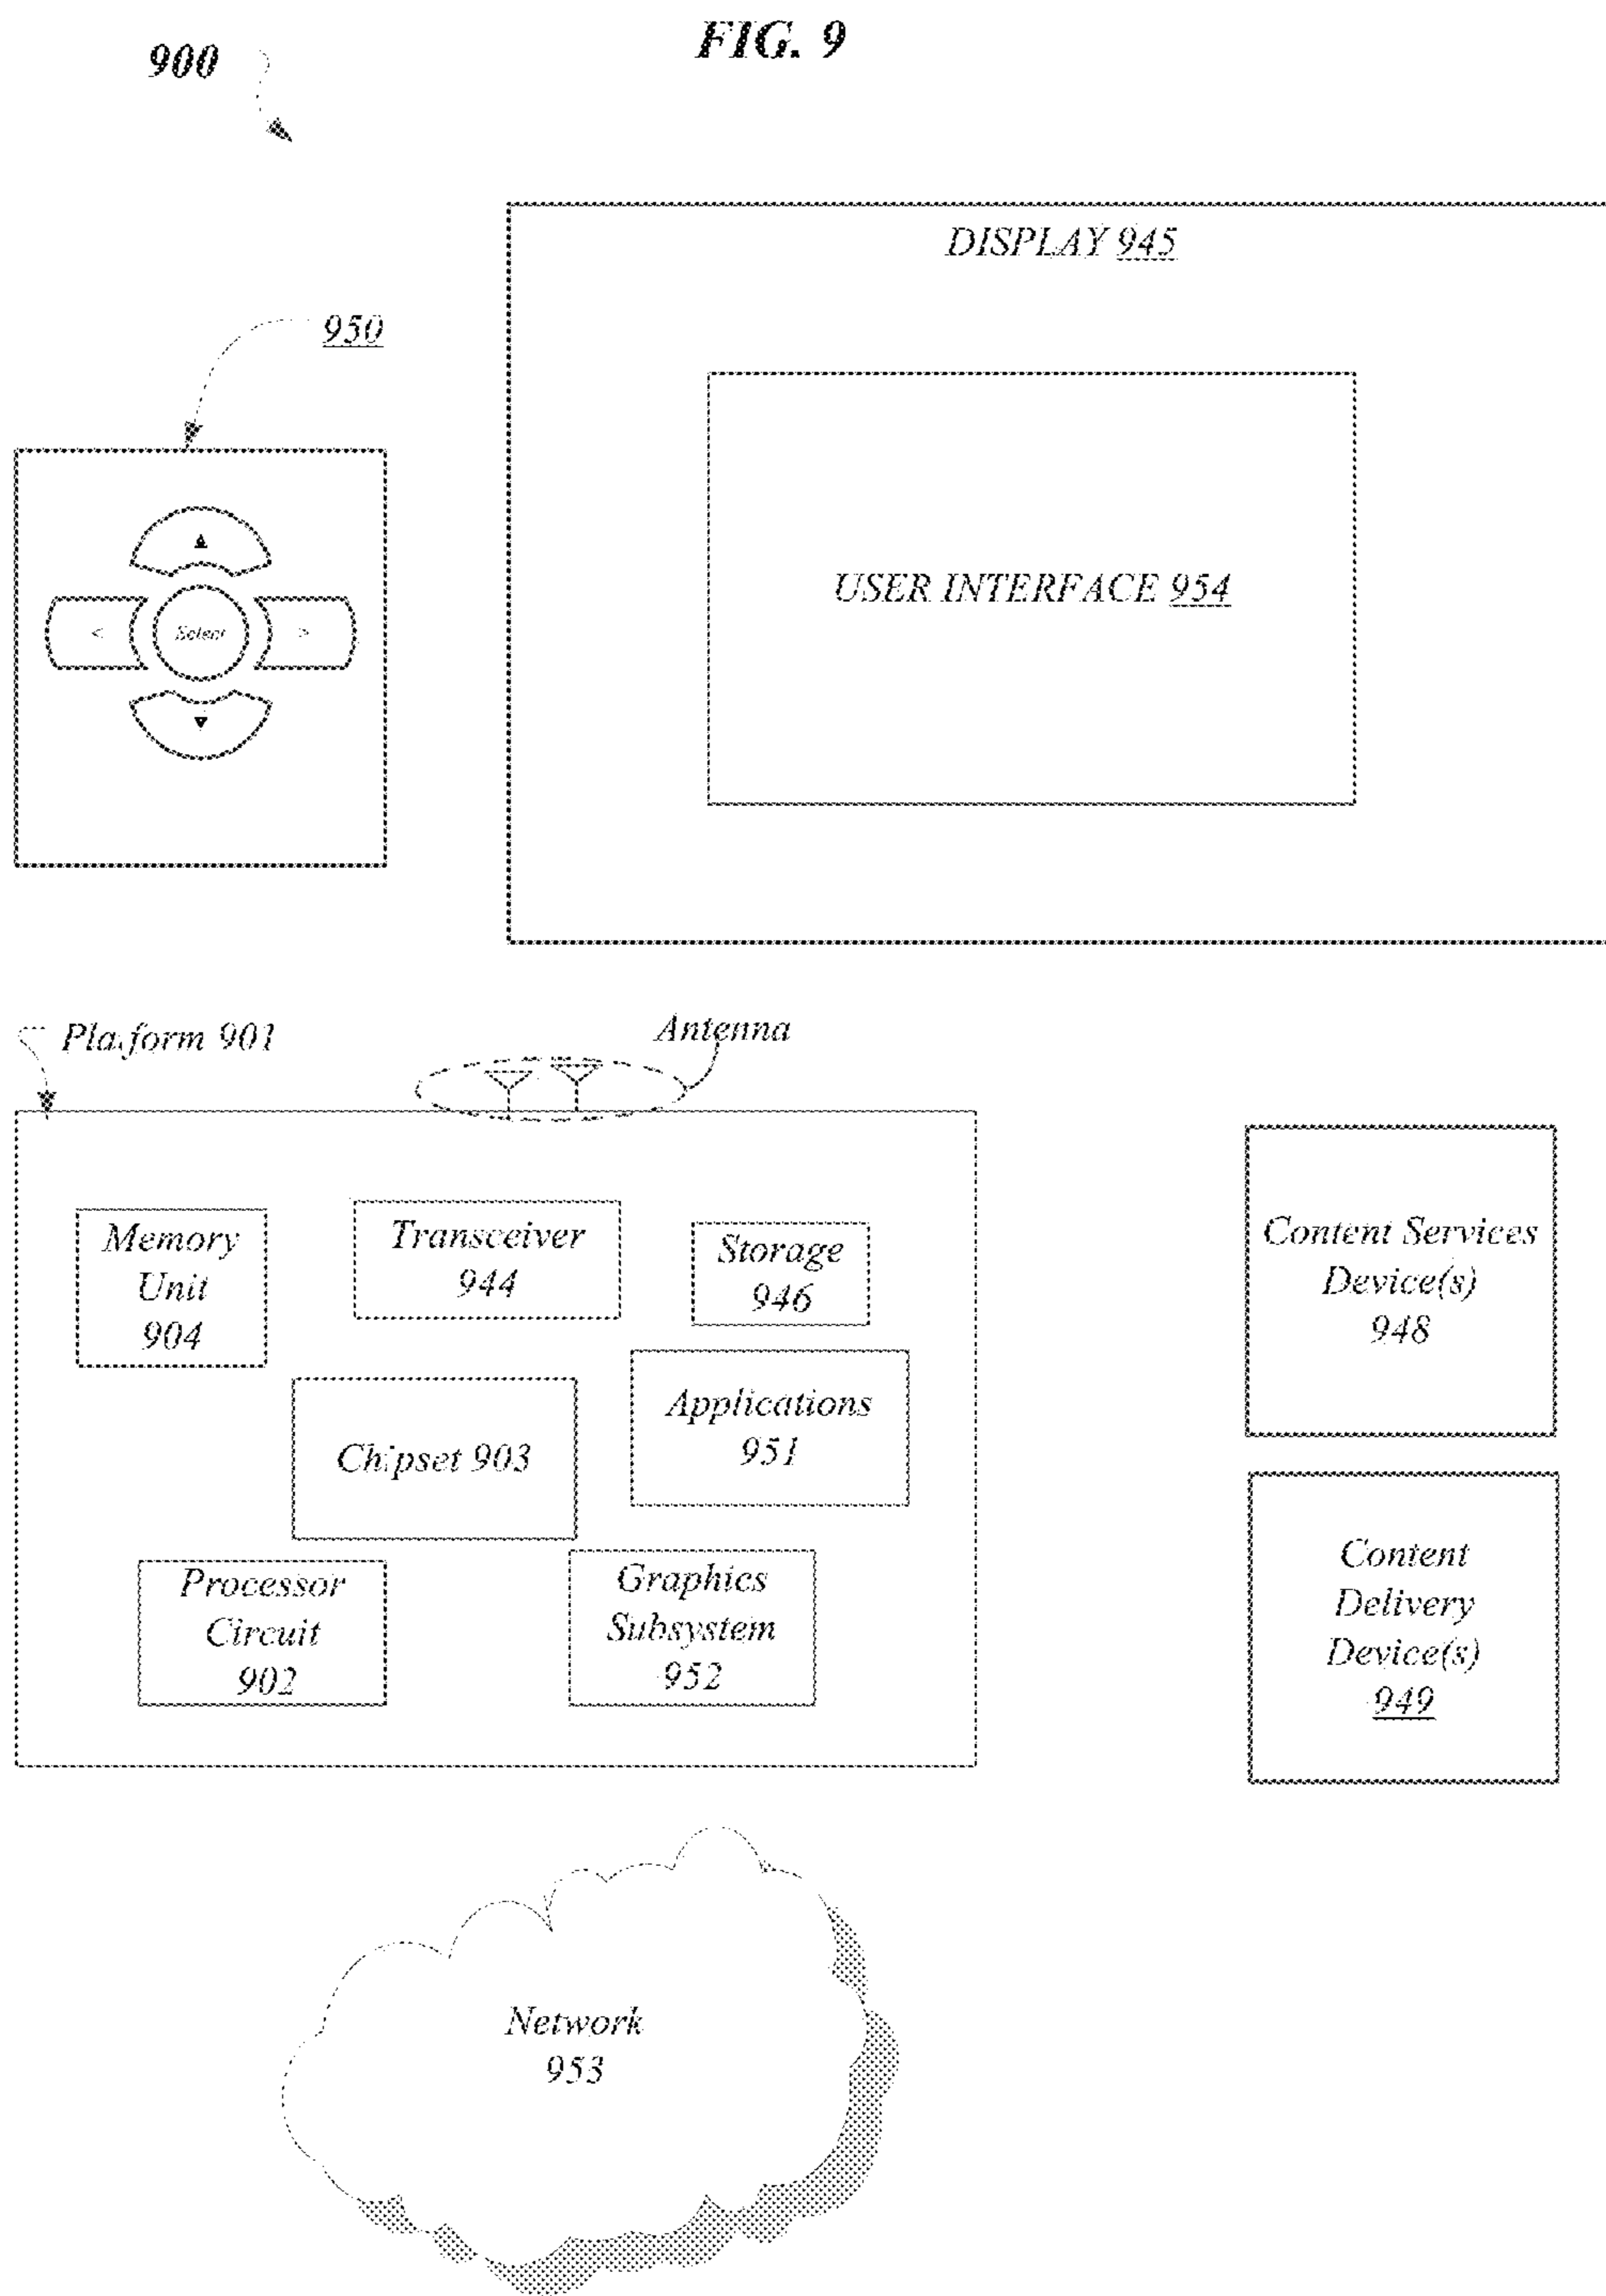 FIG. 9
900
DISPLAY 945
950
USER INTERFACE 954
<
Select
>
Platform 901
Antenna
Memory
Unit
904
Transceiver
944
Storage
946
Chipset 903
Applications
951
Processor
Circuit
902
Graphics
Subsystem
952
Content Services
Device(s)
948
Content
Delivery
Device(s)
949
Network
953